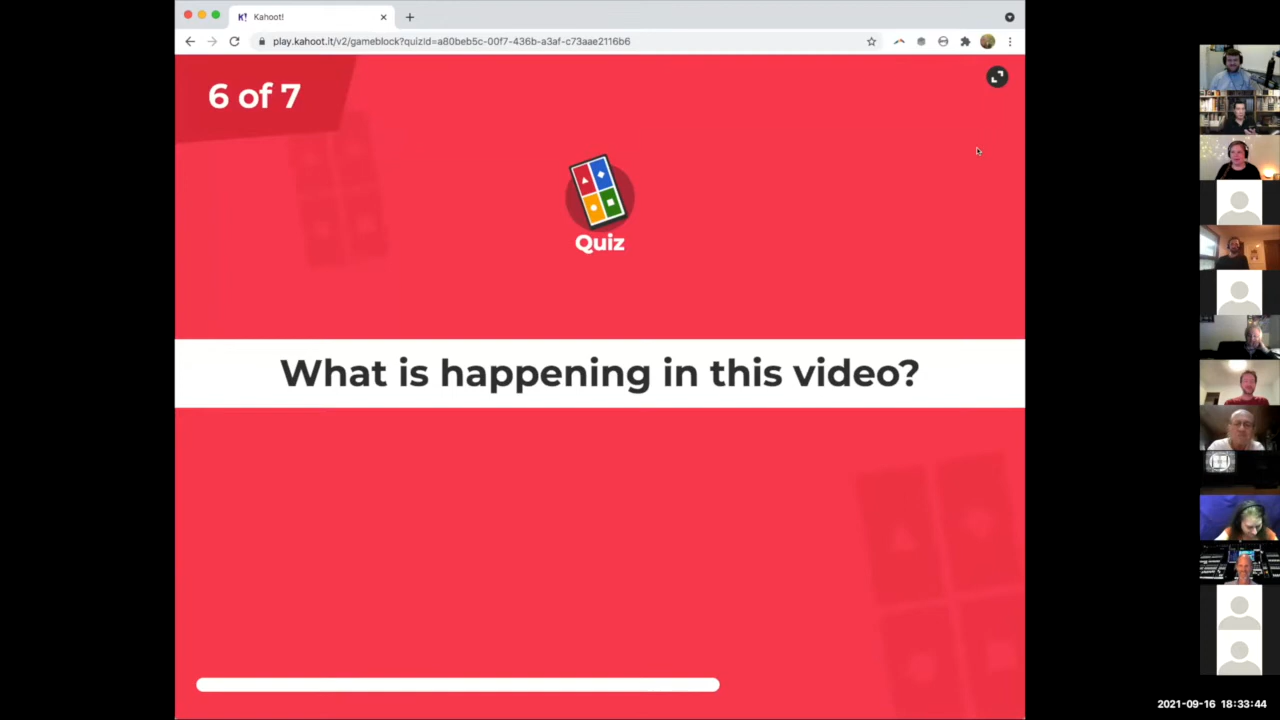 K! Kahoot!
play.kahoot.it/v2/gameblock?quizId=a80beb5c-00f7-436b-a3af-c73aae2116b6
6 of 7
Quiz
What is happening in this video?
2021-09-16 18:33:44